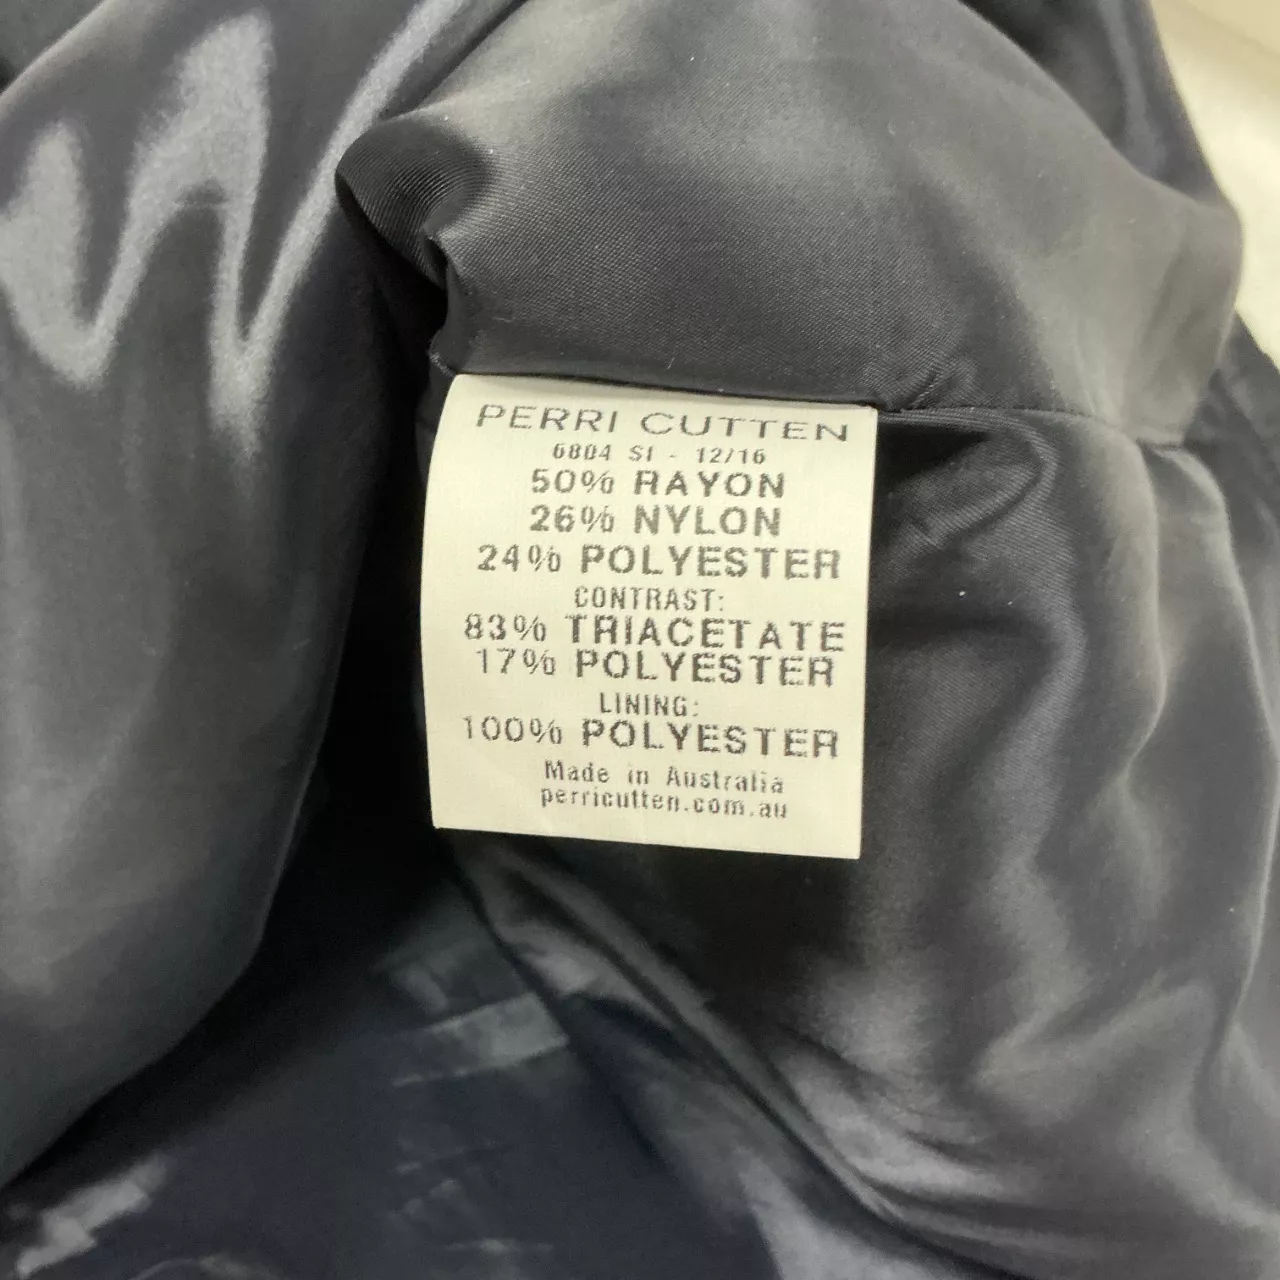 PERRI CUTTEN
6804 SI - 12/16
50% RAYON
26% NYLON
24% POLYESTER
CONTRAST:
83% TRIACETATE
17% POLYESTER
LINING:
100% POLYESTER
Made in Australia
perricutten.com.au